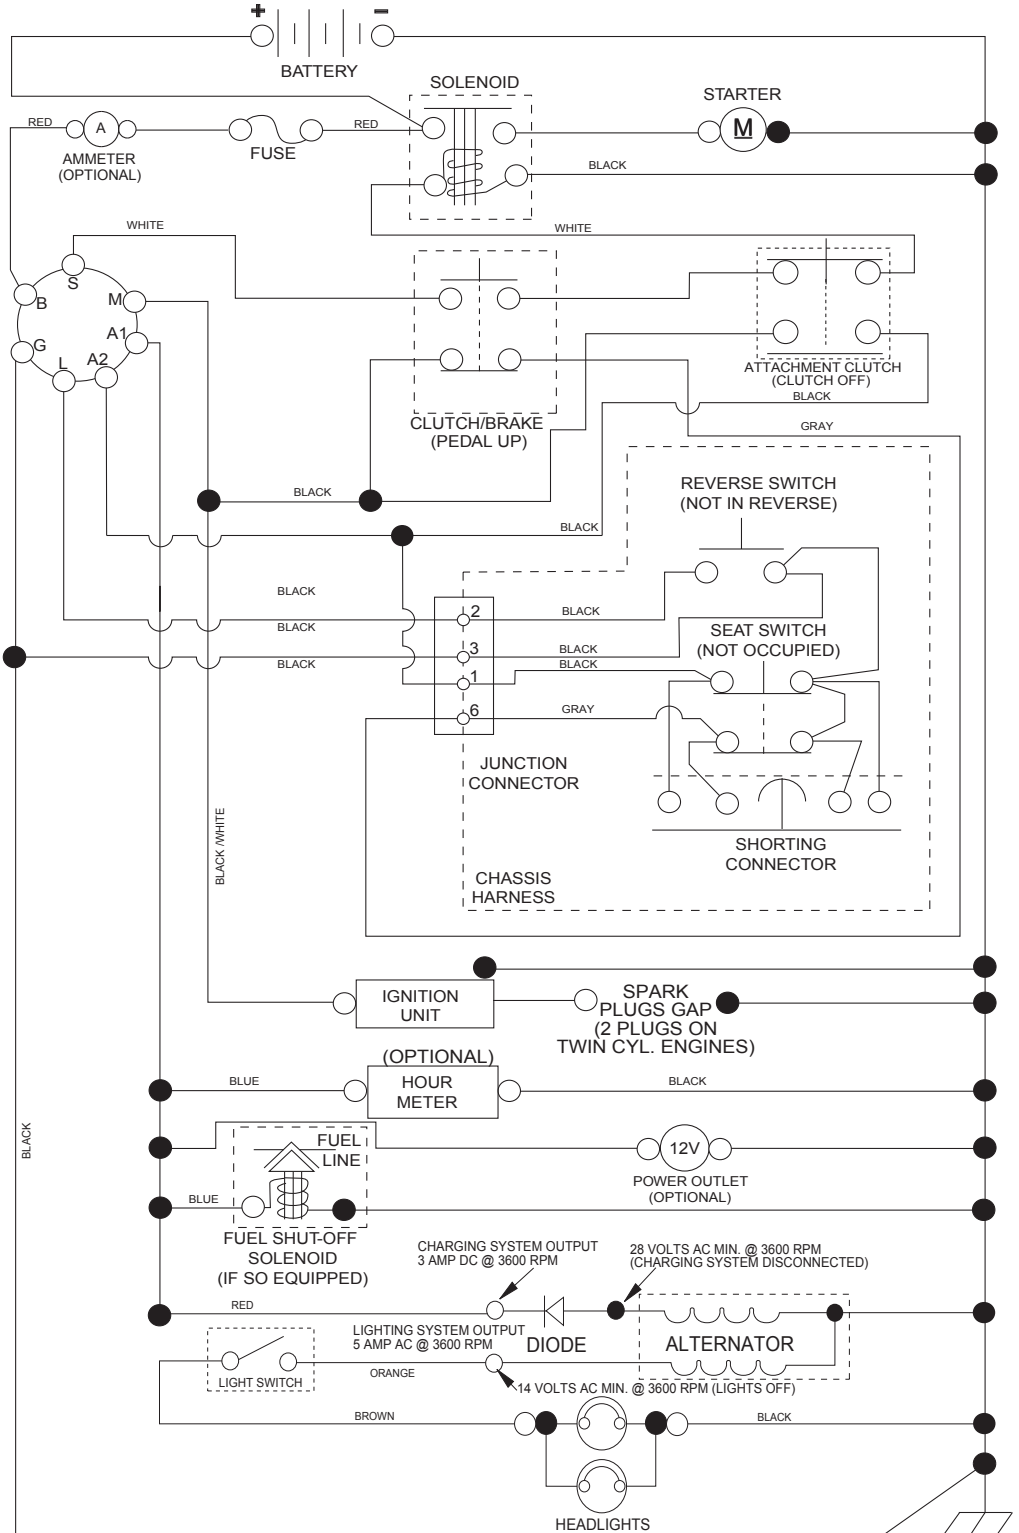 + −
BATTERY
SOLENOID
STARTER
RED
A
RED
M
AMMETER
(OPTIONAL)
FUSE
BLACK
WHITE
WHITE
S
B
M
G
A1
L
A2
ATTACHMENT CLUTCH
(CLUTCH OFF)
BLACK
CLUTCH/BRAKE
(PEDAL UP)
GRAY
REVERSE SWITCH
(NOT IN REVERSE)
BLACK
BLACK
BLACK
2
BLACK
BLACK
SEAT SWITCH
(NOT OCCUPIED)
3
BLACK
BLACK
1
BLACK
6
GRAY
JUNCTION
CONNECTOR
BLACK /WHITE
SHORTING
CONNECTOR
CHASSIS
HARNESS
IGNITION
UNIT
SPARK
PLUGS GAP
(2 PLUGS ON
TWIN CYL. ENGINES)
(OPTIONAL)
BLUE
HOUR
METER
BLACK
BLACK
FUEL
LINE
12V
POWER OUTLET
(OPTIONAL)
BLUE
FUEL SHUT-OFF
SOLENOID
(IF SO EQUIPPED)
CHARGING SYSTEM OUTPUT
3 AMP DC @ 3600 RPM
28 VOLTS AC MIN. @ 3600 RPM
(CHARGING SYSTEM DISCONNECTED)
RED
LIGHTING SYSTEM OUTPUT
5 AMP AC @ 3600 RPM
DIODE
ALTERNATOR
ORANGE
LIGHT SWITCH
14 VOLTS AC MIN. @ 3600 RPM (LIGHTS OFF)
BROWN
BLACK
HEADLIGHTS